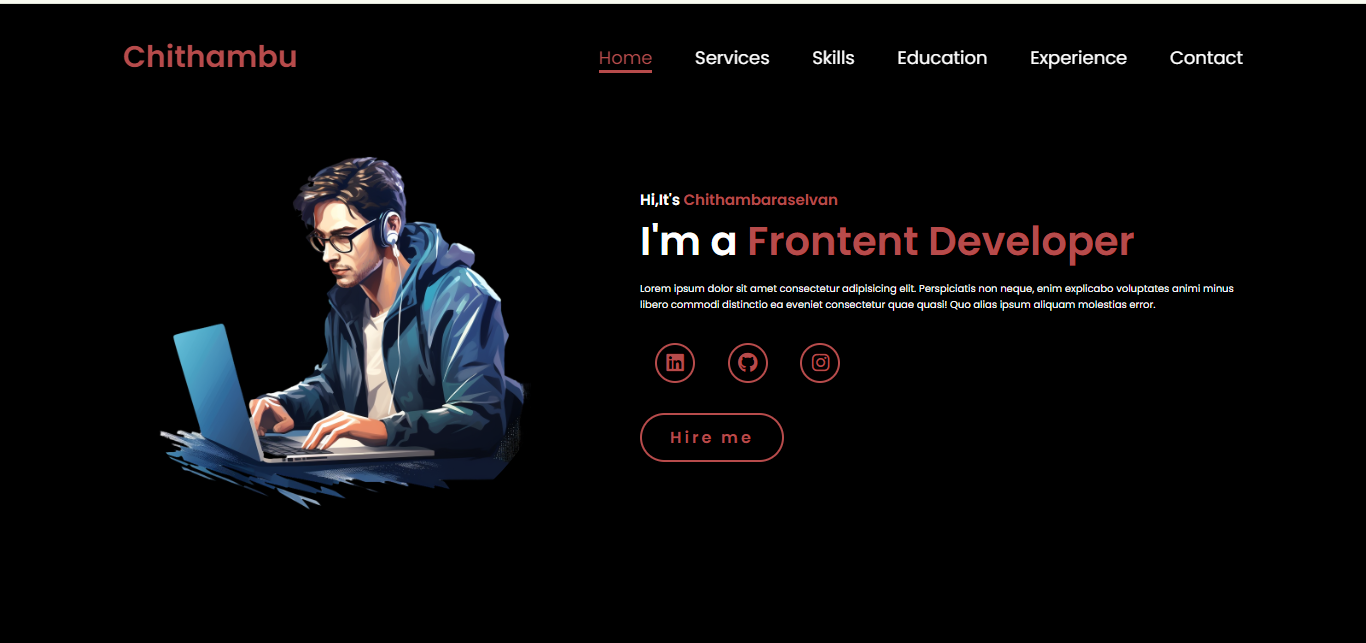 Chithambu
Home Services Skills Education Experience Contact
Hi,It's Chithambaraselvan
I'm a Frontent Developer
Lorem ipsum dolor sit amet consectetur adipisicing elit. Perspiciatis non neque, enim explicabo voluptates animi minus
libero commodi distinctio ea eveniet consectetur quae quasi! Quo alias ipsum aliquam molestias error.
in
Hire me